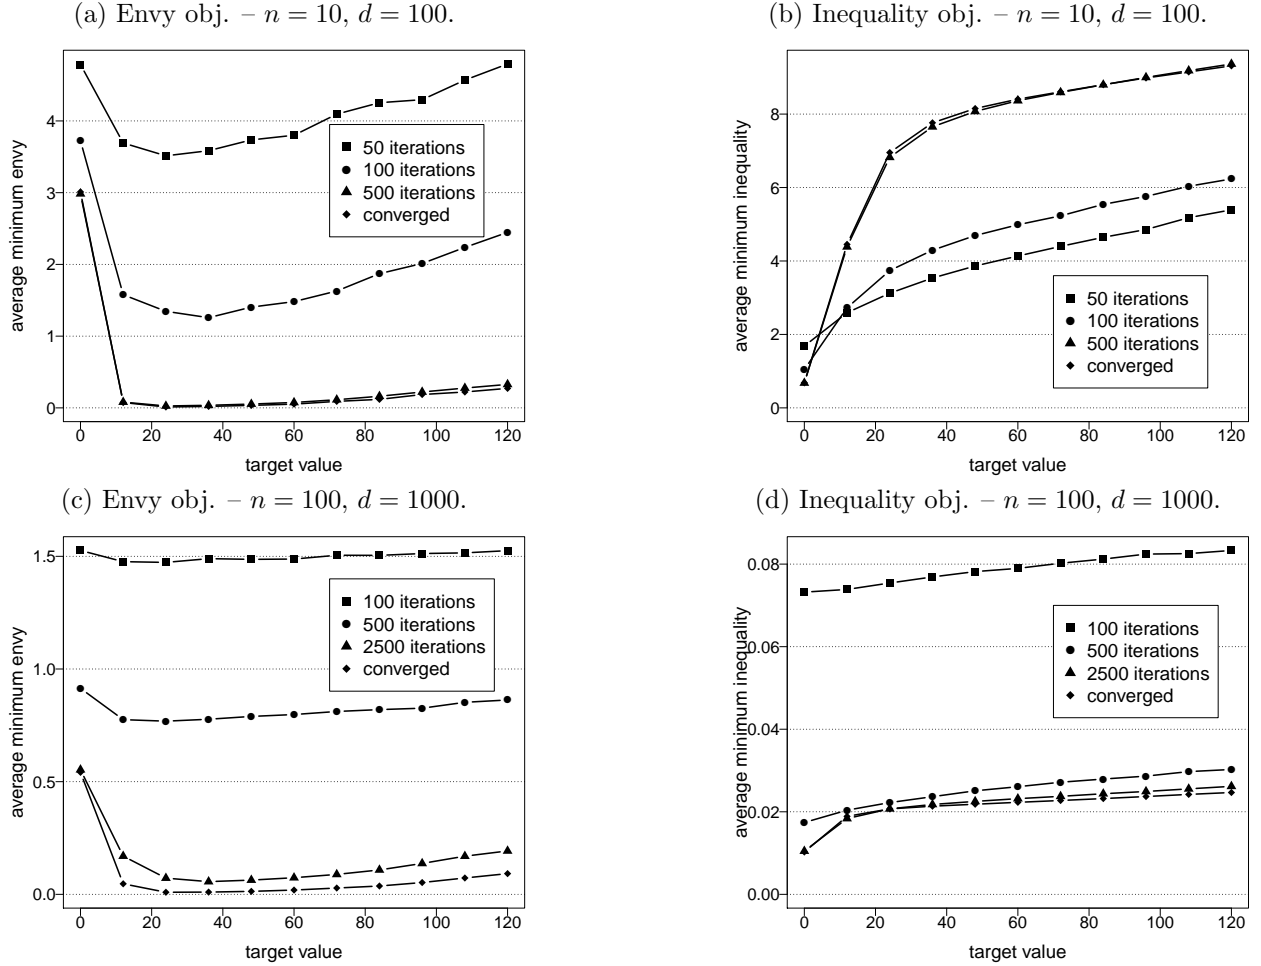 (a) Envy obj. – n = 10, d = 100.
average minimum envy
4
3
2
1
0
50 iterations
100 iterations
500 iterations
converged
0 20 40 60 80 100 120
target value
(b) Inequality obj. – n = 10, d = 100.
average minimum inequality
8
6
4
2
0
50 iterations
100 iterations
500 iterations
converged
0 20 40 60 80 100 120
target value
(c) Envy obj. – n = 100, d = 1000.
average minimum envy
1.5
1.0
0.5
0.0
100 iterations
500 iterations
2500 iterations
converged
0 20 40 60 80 100 120
target value
(d) Inequality obj. – n = 100, d = 1000.
average minimum inequality
0.08
0.06
0.04
0.02
0.00
100 iterations
500 iterations
2500 iterations
converged
0 20 40 60 80 100 120
target value